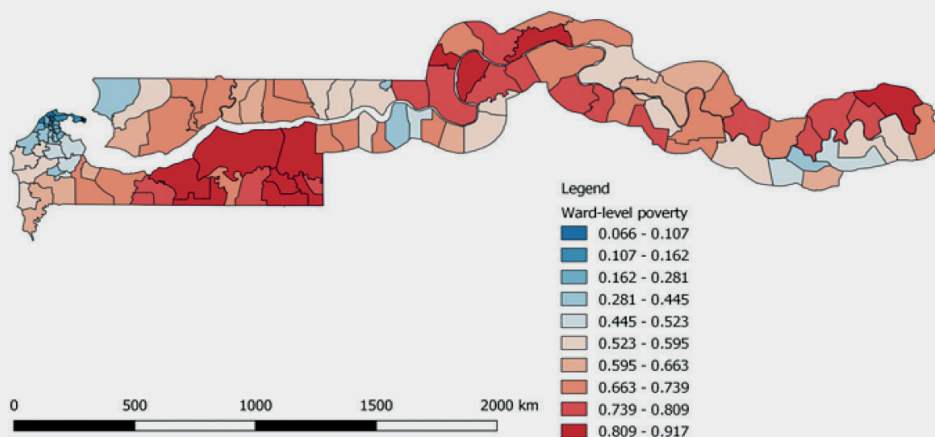 Legend
Ward-level poverty
0.066 - 0.107
0.107 - 0.162
0.162 - 0.281
0.281 - 0.445
0.445 - 0.523
0.523 - 0.595
0.595 - 0.663
0.663 - 0.739
0.739 - 0.809
0.809 - 0.917
0 500 1000 1500 2000 km